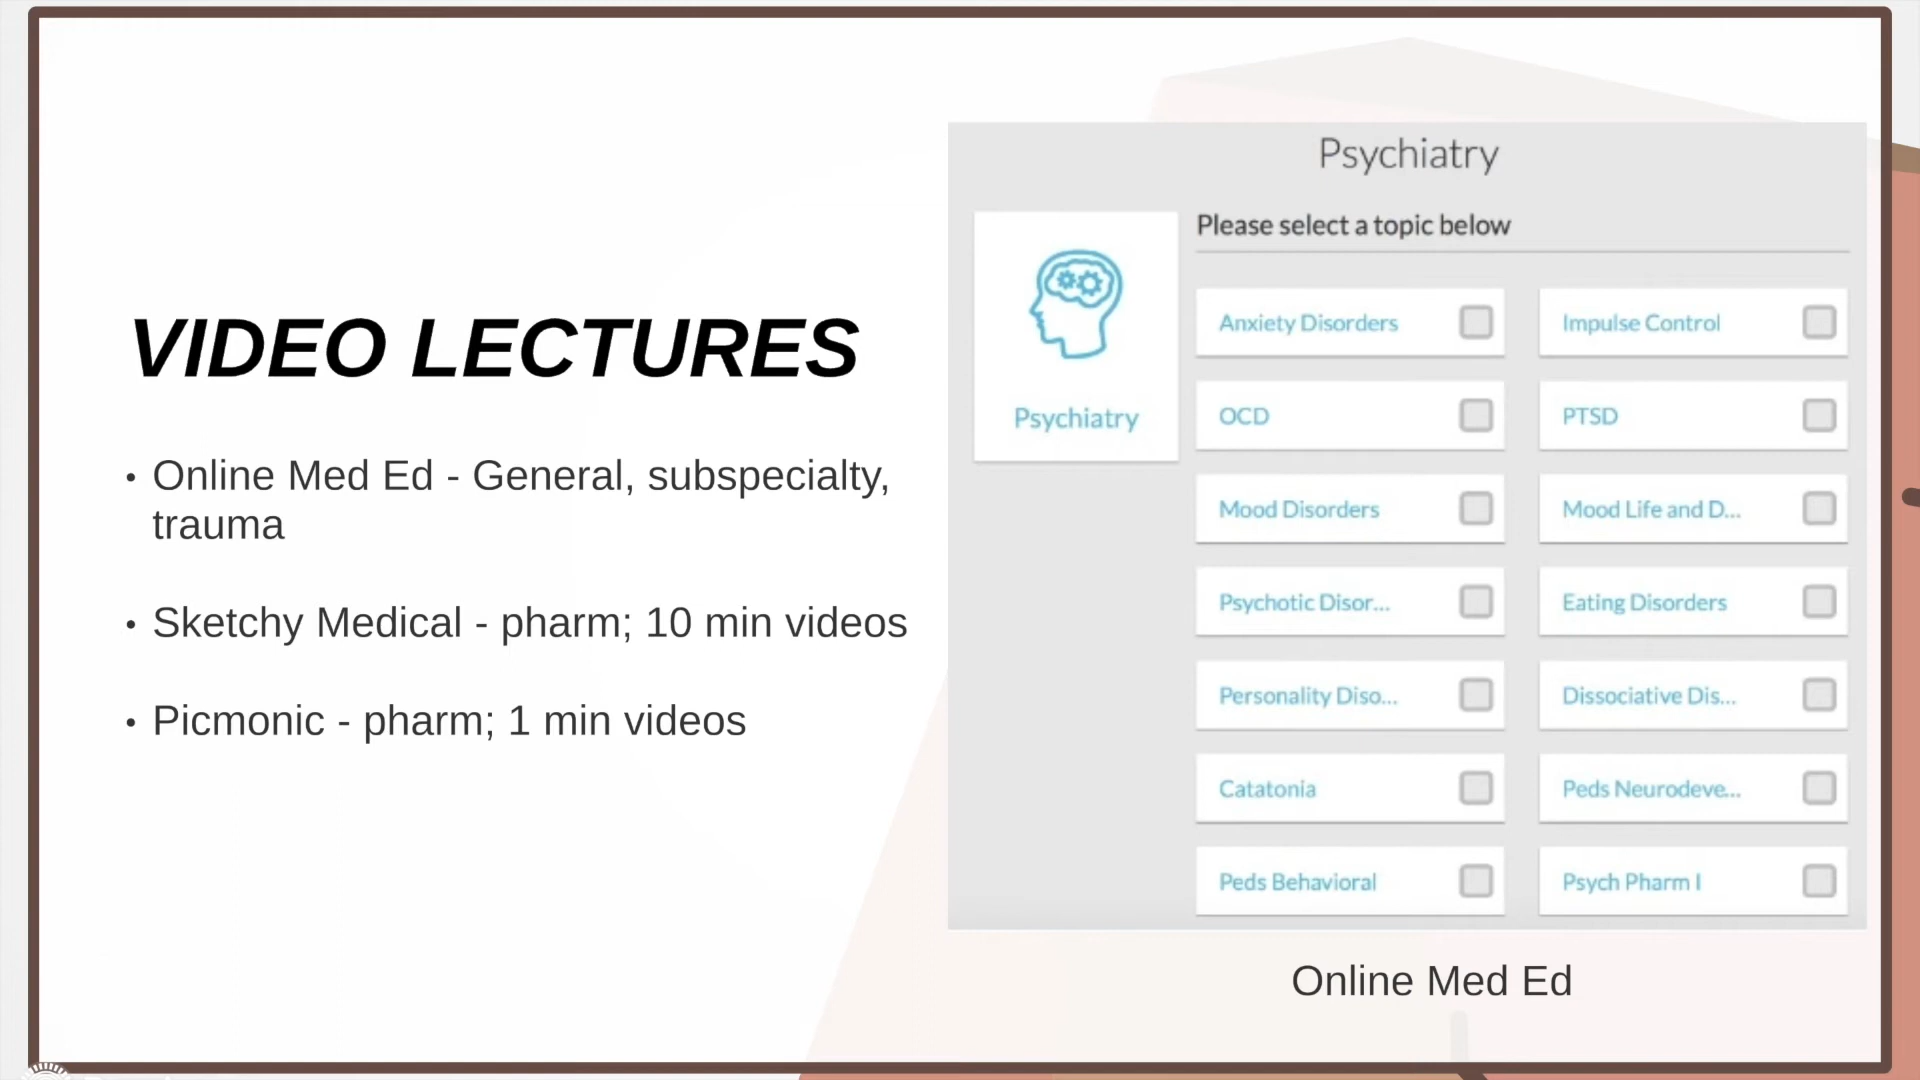 VIDEO LECTURES
• Online Med Ed - General, subspecialty,
trauma
• Sketchy Medical - pharm; 10 min videos
• Picmonic - pharm; 1 min videos
Psychiatry
Psychiatry
Please select a topic below
Anxiety Disorders
Impulse Control
OCD
PTSD
Mood Disorders
Mood Life and D...
Psychotic Disor...
Eating Disorders
Personality Diso...
Dissociative Dis...
Catatonia
Peds Neurodeve...
Peds Behavioral
Psych Pharm I
Online Med Ed